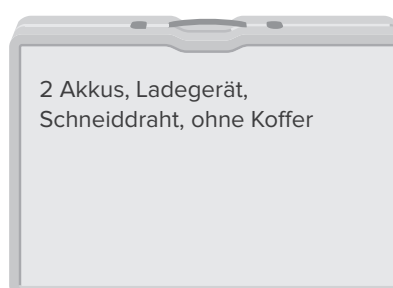 2 Akkus, Ladegerät,
Schneiddraht, ohne Koffer